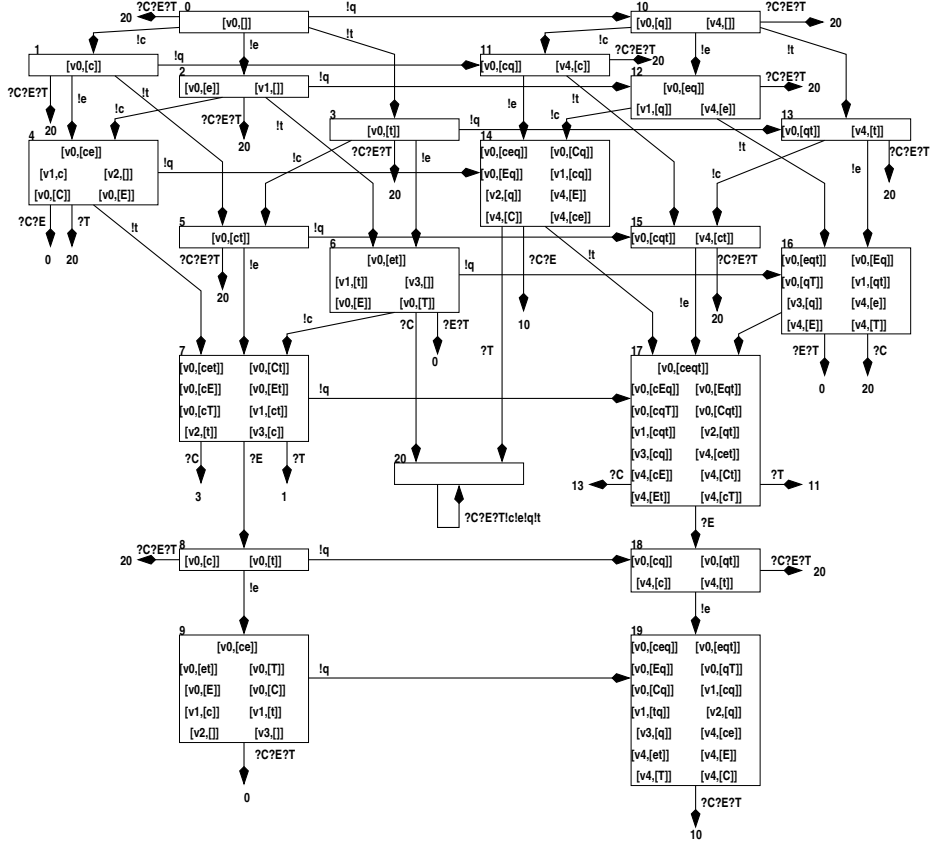 0 10
?C?E?T !q ?C?E?T
20 [v0,[]] [v0,[q]] [v4,[]] 20
!c !e !t !c !e !t
1 11
!q ?C?E?T
[v0,[c]] [v0,[cq]] [v4,[c]] 20
2 12
!q ?C?E?T
[v0,[e]] [v1,[]] [v0,[eq]] 20
[v1,[q]] [v4,[e]]
?C?E?T !e !t !c ?C?E?T !t !e !t !c !t
20 20
3 13
[v0,[t]] !q [v0,[qt]] [v4,[t]]
4 14
[v0,[ce]] [v0,[ceq]] [v0,[Cq]]
!c ?C?E?T !e !c !e ?C?E?T
!q
[v1,c] [v2,[]] [v0,[Eq]] [v1,[cq]]
[v0,[C]] [v0,[E]] 20 [v2,[q]] [v4,[E]] 20
[v4,[C]] [v4,[ce]]
?C?E ?T !t
0 20
5 15
[v0,[ct]] !q [v0,[cqt]] [v4,[ct]]
?C?E?T !e ?C?E !t !e ?C?E?T
20 10 20
6 16
[v0,[et]] [v0,[eqt]] [v0,[Eq]]
!q
[v1,[t]] [v3,[]] [v0,[qT]] [v1,[qt]]
[v0,[E]] [v0,[T]] [v3,[q]] [v4,[e]]
[v4,[E]] [v4,[T]]
!c ?C ?E?T ?T ?E?T ?C
0 0 20
7 17
[v0,[cet]] [v0,[Ct]] [v0,[ceqt]]
[v0,[cE]] [v0,[Et]] !q [v0,[cEq]] [v0,[Eqt]]
[v0,[cT]] [v1,[ct]] [v0,[cqT]] [v0,[Cqt]]
[v2,[t]] [v3,[c]] [v1,[cqt]] [v2,[qt]]
?C ?E ?T [v3,[cq]] [v4,[cet]]
20
13 ?C [v4,[cE]] [v4,[Ct]] ?T 11
3 1 [v4,[Et]] [v4,[cT]]
?C?E?T!c!e!q!t ?E
8 18
20 ?C?E?T [v0,[c]] [v0,[t]] !q [v0,[cq]] [v0,[qt]] ?C?E?T 20
[v4,[c]] [v4,[t]]
!e !e
9 19
[v0,[ce]] [v0,[ceq]] [v0,[eqt]]
[v0,[et]] [v0,[T]] !q [v0,[Eq]] [v0,[qT]]
[v0,[E]] [v0,[C]] [v0,[Cq]] [v1,[cq]]
[v1,[c]] [v1,[t]] [v1,[tq]] [v2,[q]]
[v2,[]] [v3,[]] [v3,[q]] [v4,[ce]]
[v4,[et]] [v4,[E]]
[v4,[T]] [v4,[C]]
?C?E?T ?C?E?T
0 10